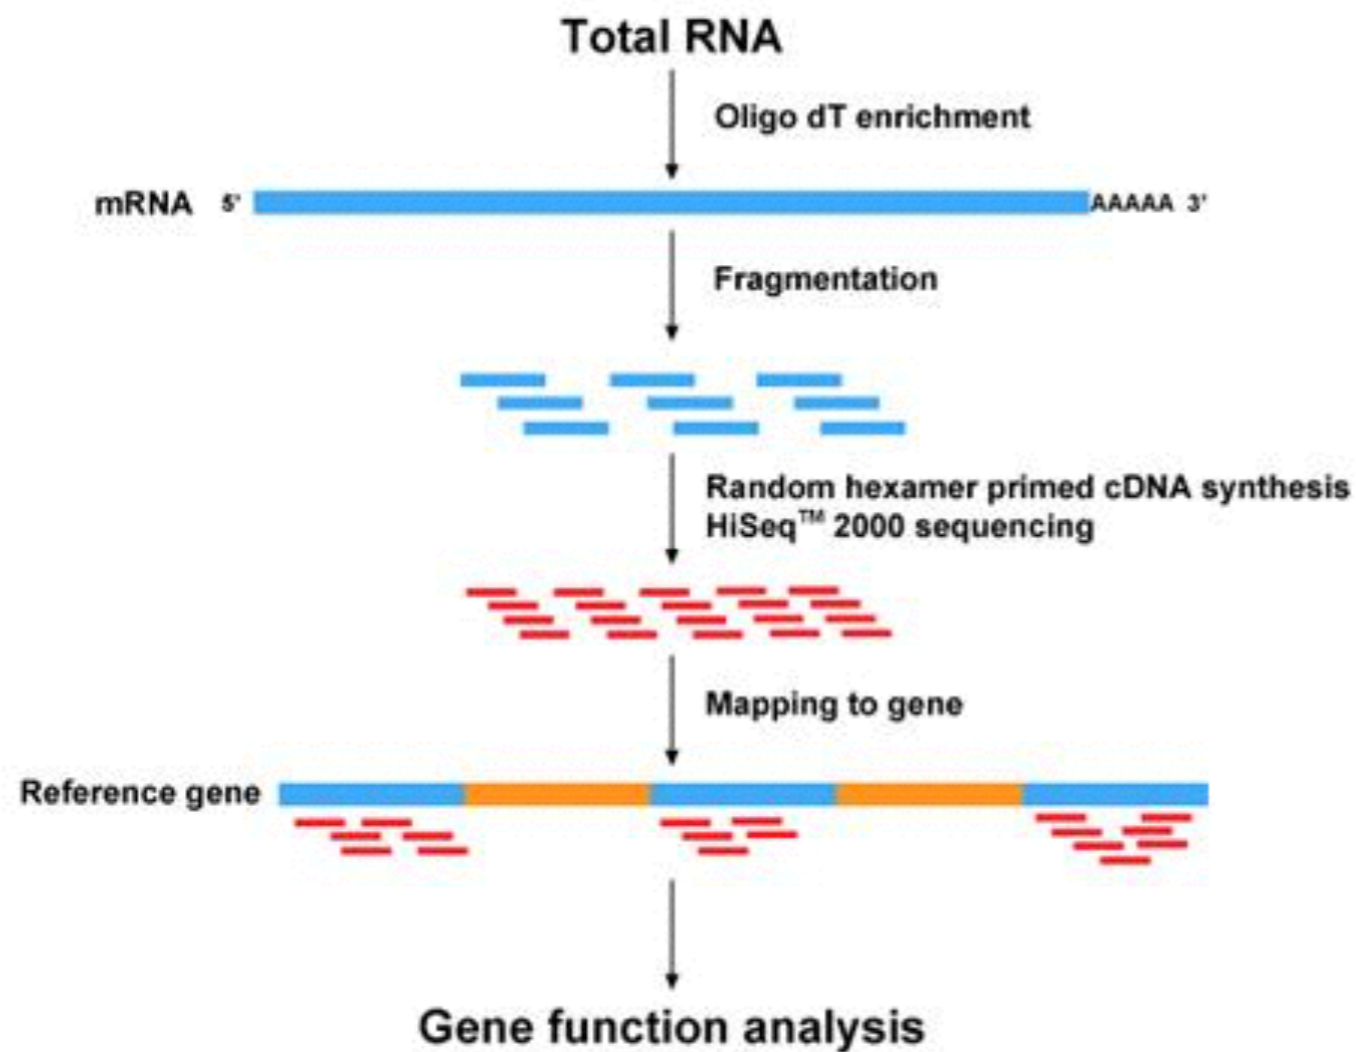 Total RNA
Oligo dT enrichment
mRNA 5' AAAAA 3'
Fragmentation
Random hexamer primed cDNA synthesis
HiSeq™ 2000 sequencing
Mapping to gene
Reference gene
Gene function analysis